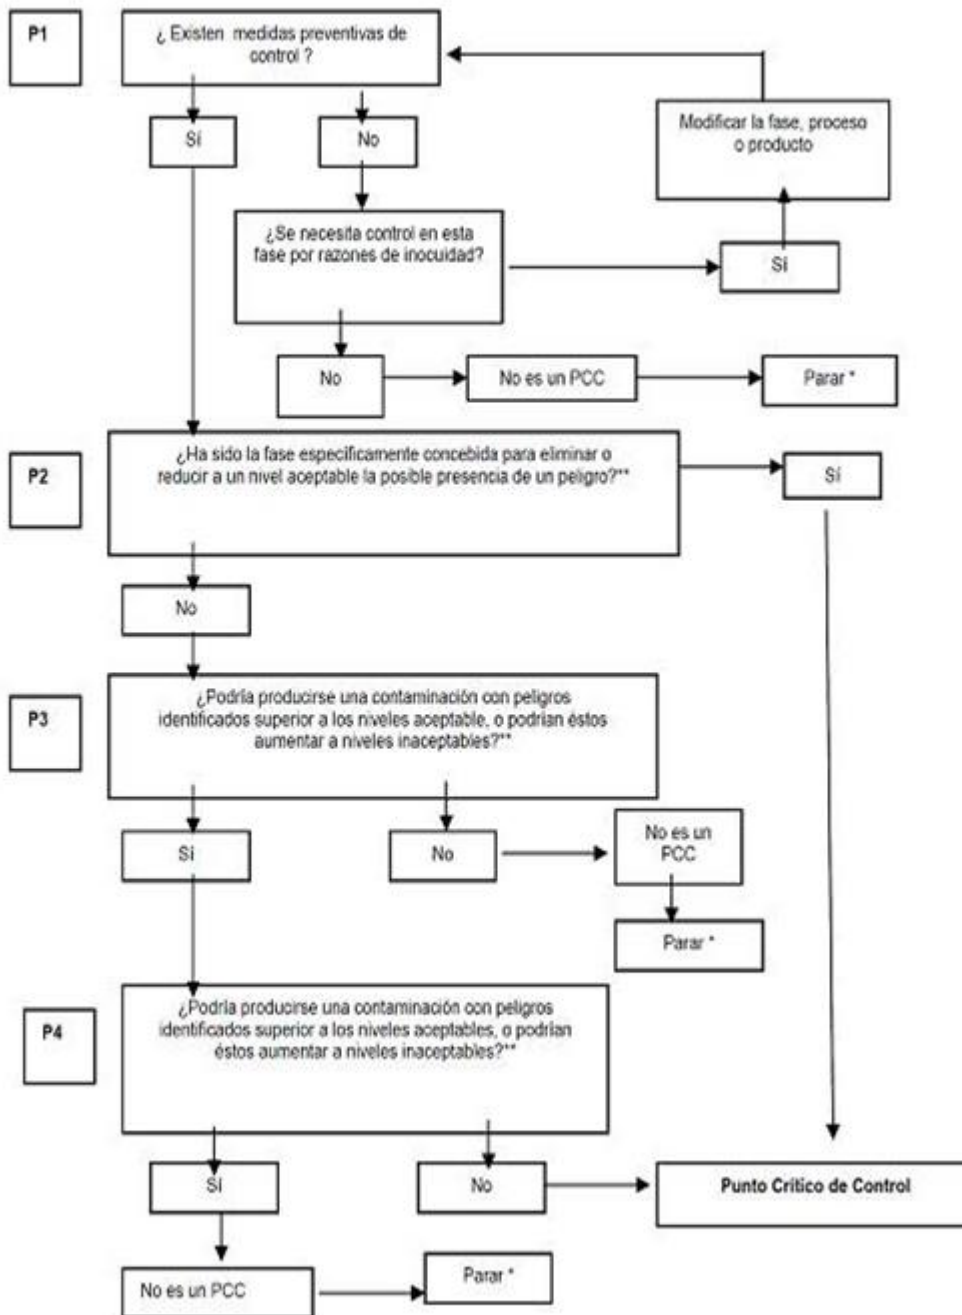 P1
¿ Existen medidas preventivas de
control ?
Sí
No
Modificar la fase, proceso
o producto
¿Se necesita control en esta
fase por razones de inocuidad?
Sí
No
No es un PCC
Parar *
P2
¿Ha sido la fase específicamente concebida para eliminar o
reducir a un nivel aceptable la posible presencia de un peligro?**
Sí
No
P3
¿Podría producirse una contaminación con peligros
identificados superior a los niveles aceptable, o podrían éstos
aumentar a niveles inaceptables?**
Sí
No
No es un
PCC
Parar *
P4
¿Podría producirse una contaminación con peligros
identificados superior a los niveles aceptables, o podrían
éstos aumentar a niveles inaceptables?**
Sí
No
Punto Crítico de Control
No es un PCC
Parar *